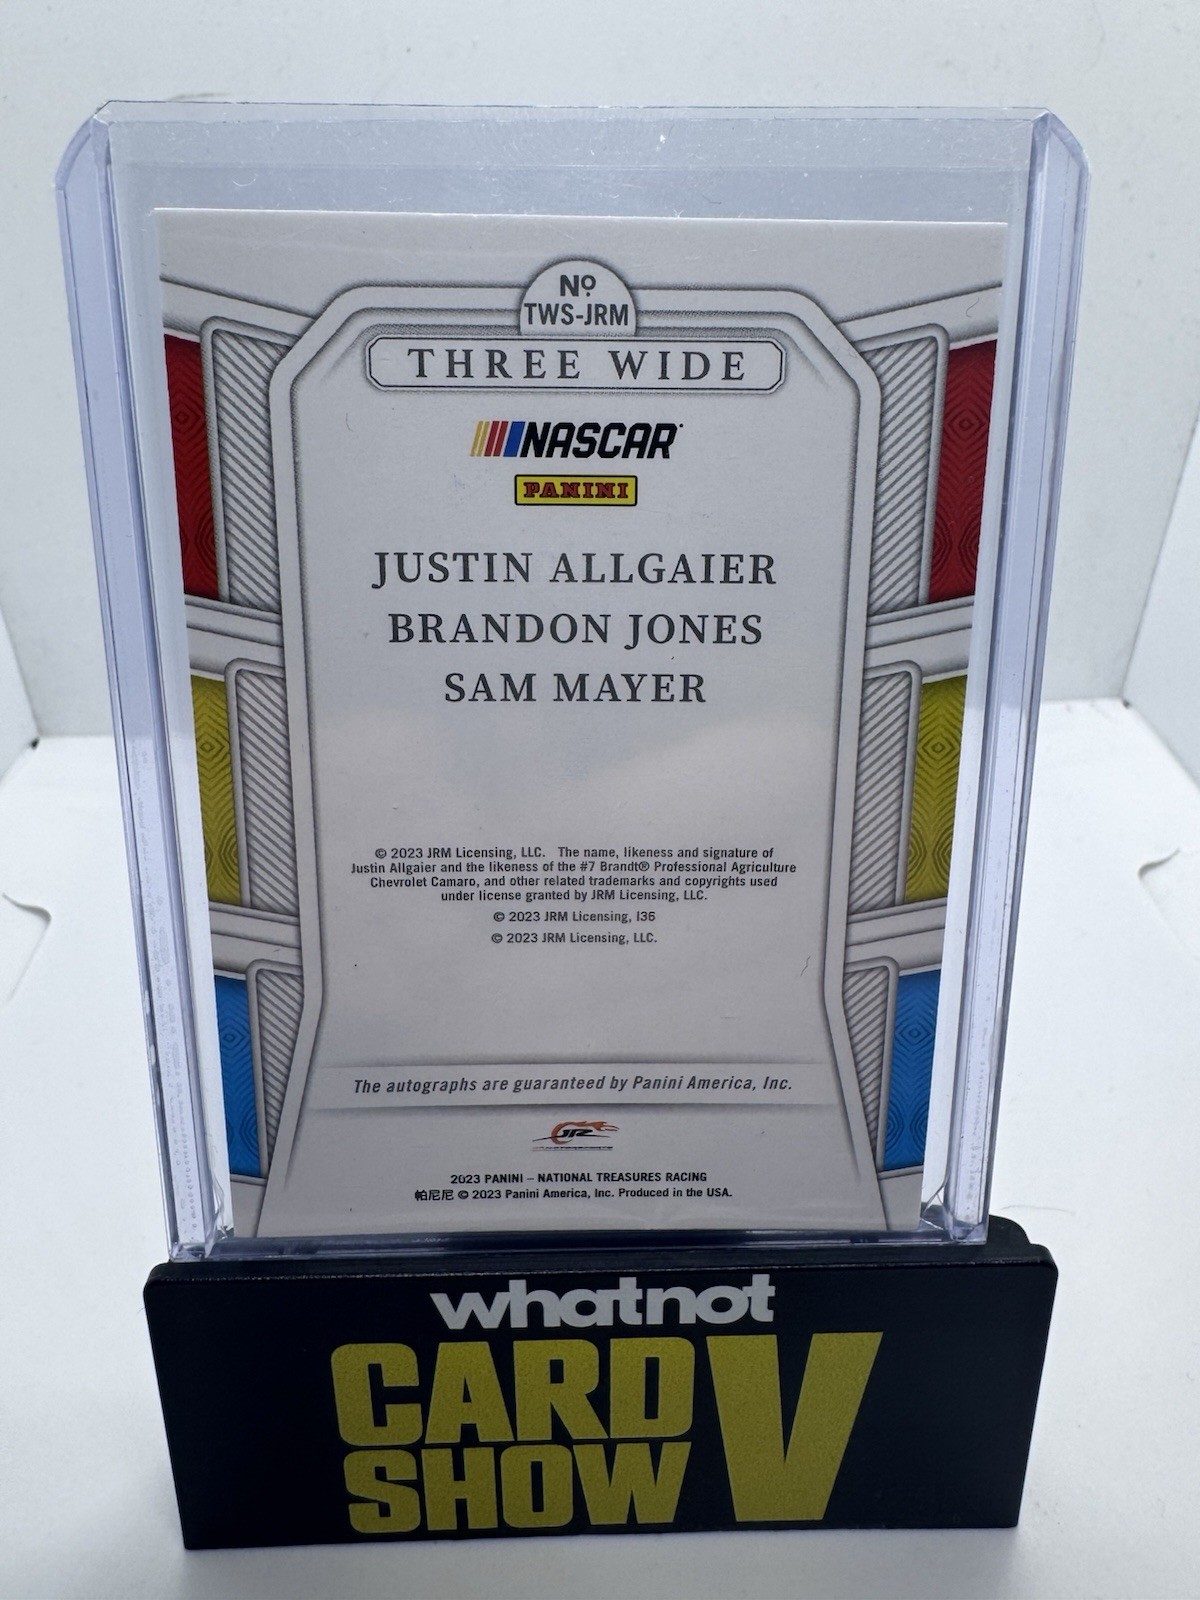 Nº
TWS-JRM
THREE WIDE
NASCAR
PANINI
JUSTIN ALLGAIER
BRANDON JONES
SAM MAYER
© 2023 JRM Licensing, LLC. The name, likeness and signature of
Justin Allgaier and the likeness of the #7 Brandt® Professional Agriculture
Chevrolet Camaro, and other related trademarks and copyrights used
under license granted by JRM Licensing, LLC.
© 2023 JRM Licensing, I36
© 2023 JRM Licensing, LLC.
The autographs are guaranteed by Panini America, Inc.
JR
2023 PANINI – NATIONAL TREASURES RACING
帕尼尼 © 2023 Panini America, Inc. Produced in the USA.
whatnot
CARD
SHOW
V